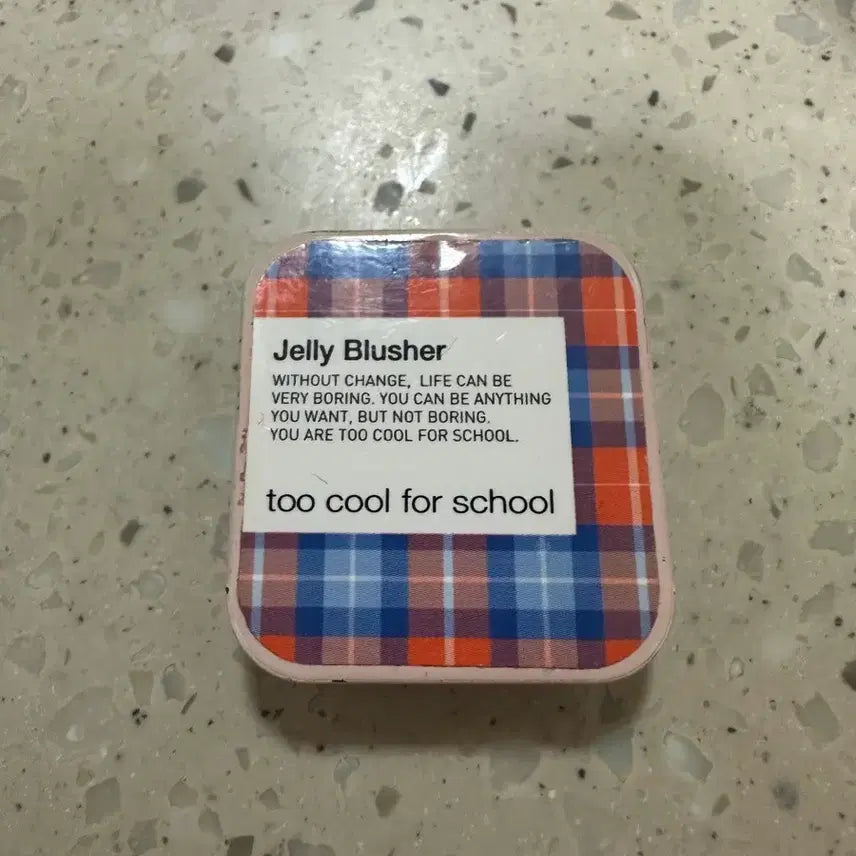 Jelly Blusher
WITHOUT CHANGE, LIFE CAN BE
VERY BORING. YOU CAN BE ANYTHING
YOU WANT, BUT NOT BORING.
YOU ARE TOO COOL FOR SCHOOL.
too cool for school